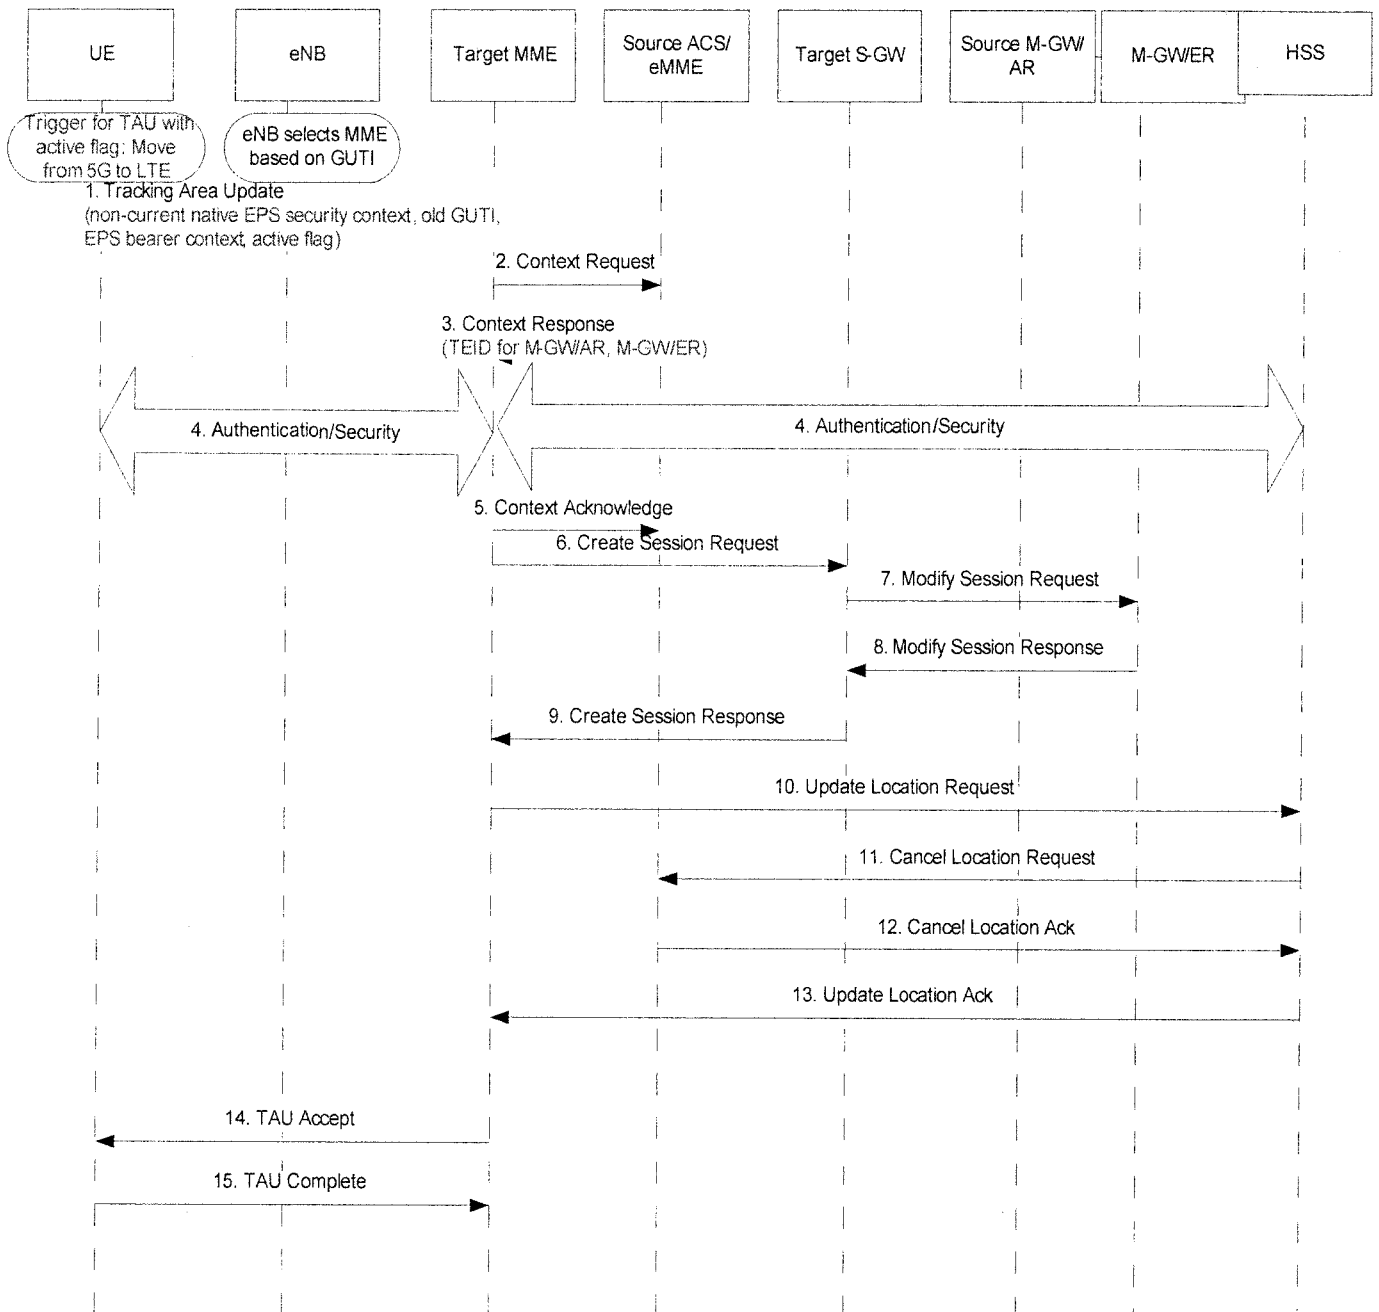 UE
eNB
Target MME
Source ACS/
eMME
Target S-GW
Source M-GW/
AR
M-GW/ER
HSS
Trigger for TAU with
active flag: Move
from 5G to LTE
eNB selects MME
based on GUTI
1. Tracking Area Update
(non-current native EPS security context, old GUTI,
EPS bearer context, active flag)
2. Context Request
3. Context Response
(TEID for M-GW/AR, M-GW/ER)
4. Authentication/Security
4. Authentication/Security
5. Context Acknowledge
6. Create Session Request
7. Modify Session Request
8. Modify Session Response
9. Create Session Response
10. Update Location Request
11. Cancel Location Request
12. Cancel Location Ack
13. Update Location Ack
14. TAU Accept
15. TAU Complete